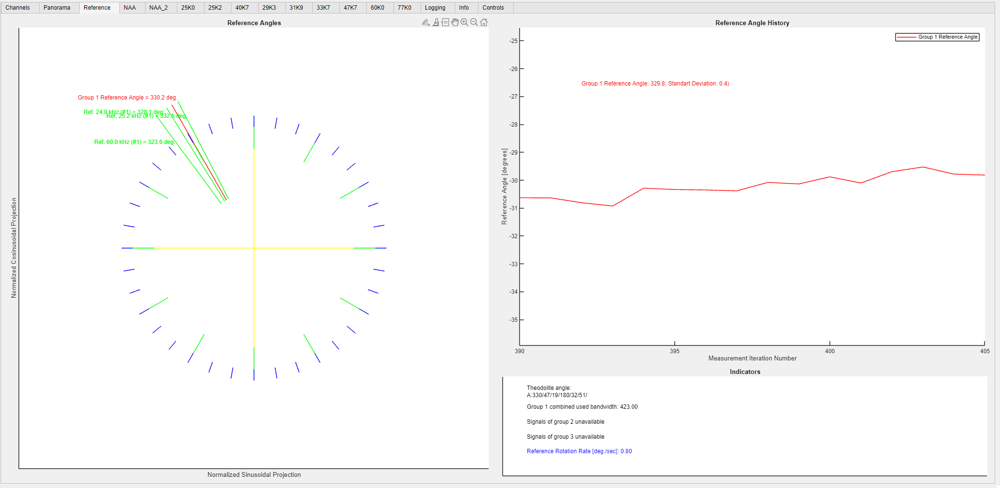 Channels Panorama Reference NAA NAA_2 25K0 25K2 40K7 29K3 31K9 33K7 47K7 60K0 77K0 Logging Info Controls
Reference Angles
Group 1 Reference Angle = 330.2 deg.
Ref. 24.0 kHz (#1) = 328.1 deg.
Ref. 25.2 kHz (#1) = 332.6 deg.
Ref. 60.0 kHz (#1) = 323.6 deg.
Normalized Cosinusoidal Projection
Normalized Sinusoidal Projection
Reference Angle History
Group 1 Reference Angle
Group 1 Reference Angle: 329.8, Standart Deviation: 0.4)
Reference Angle [degrees]
-25
-26
-27
-28
-29
-30
-31
-32
-33
-34
-35
390 395 400 405
Measurement Iteration Number
Indicators
Theodolite angle:
A:330/47/19/180/32/51/
Group 1 combined used bandwidth: 423.00
Signals of group 2 unavailable
Signals of group 3 unavailable
Reference Rotation Rate [deg./sec]: 0.80